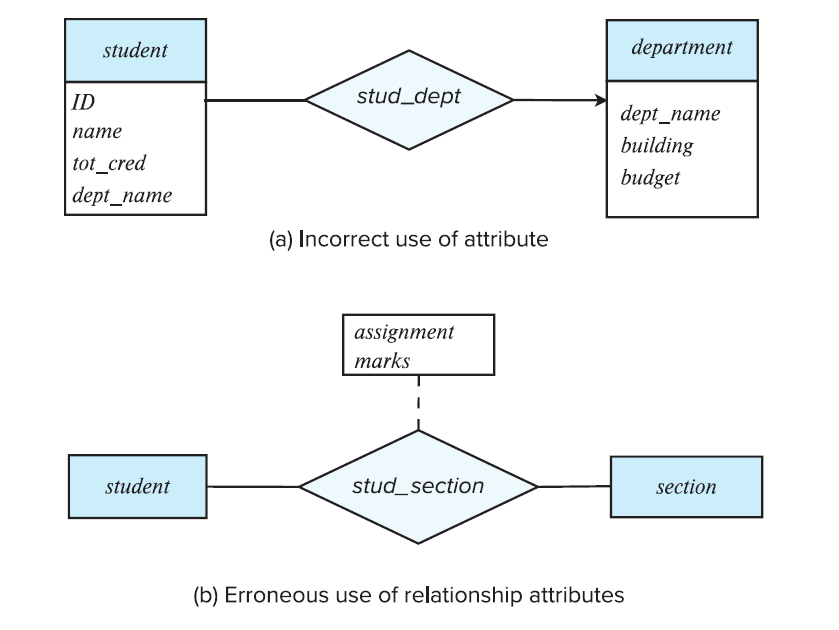 student
department
ID
name
tot_cred
dept_name
stud_dept
dept_name
building
budget
(a) Incorrect use of attribute
assignment
marks
student
stud_section
section
(b) Erroneous use of relationship attributes